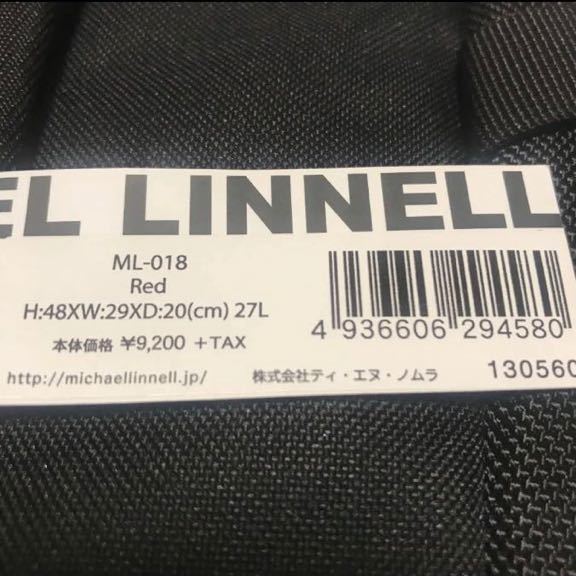 EL LINNELL
ML-018
Red
H:48XW:29XD:20(cm) 27L
本体価格 ¥9,200 +TAX
4 936606 294580
http://michaellinnell.jp/ 株式会社ティ・エヌ・ノムラ 130560